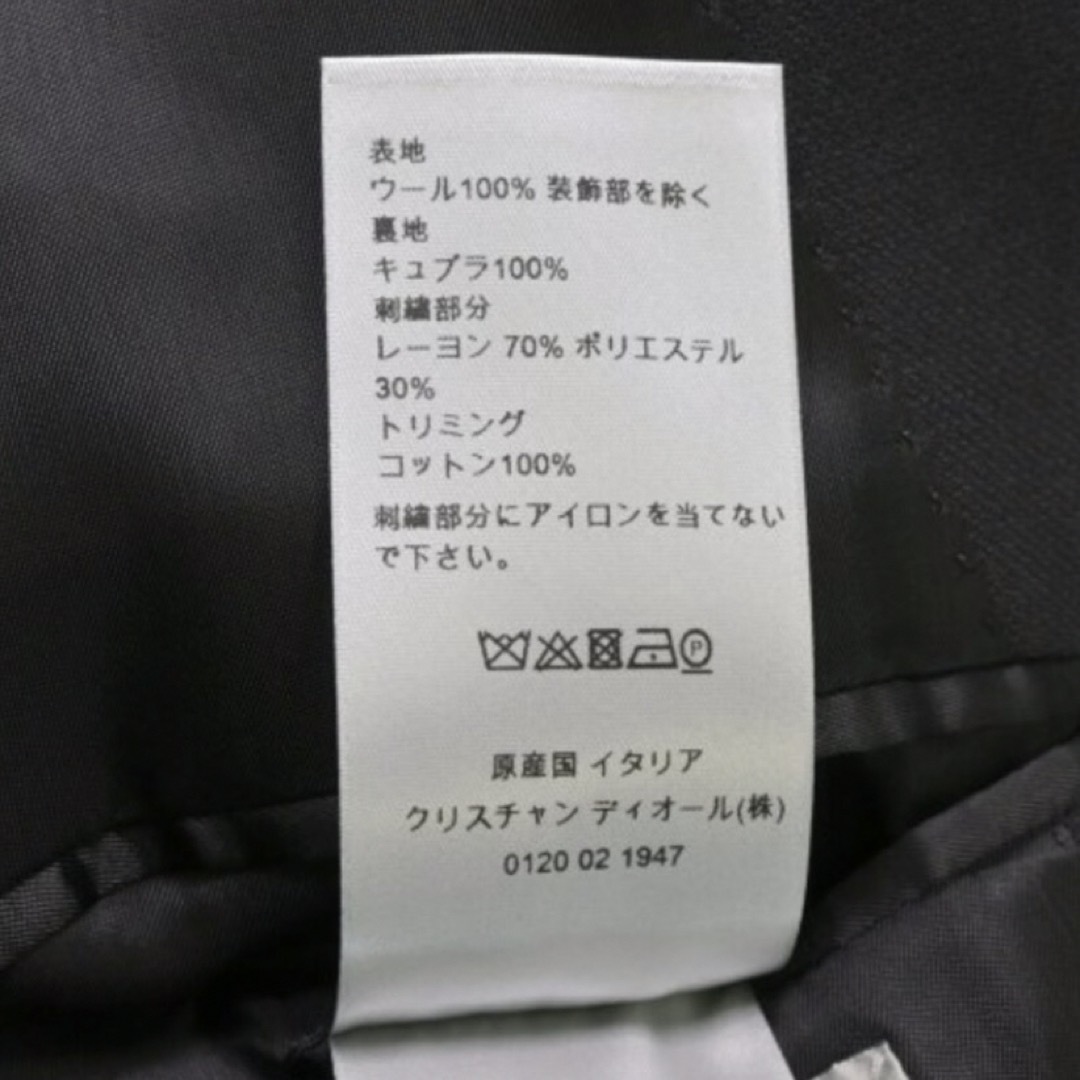 表地
ウール100% 装飾部を除く
裏地
キュプラ100%
刺繍部分
レーヨン 70% ポリエステル
30%
トリミング
コットン100%
刺繍部分にアイロンを当てない
で下さい。
P
原産国 イタリア
クリスチャン ディオール(株)
0120 02 1947